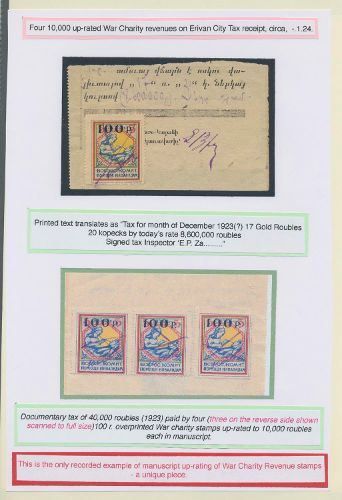 Four 10,000 up-rated War Charity revenues on Erivan City Tax receipt, circa, - 1.24.
100 р.
Printed text translates as "Tax for month of December 1923(?) 17 Gold Roubles
20 kopecks by today's rate 8,600,000 roubles
Signed tax Inspector 'E.P. Za.........."
100 р. 100 р. 100 р.
Documentary tax of 40,000 roubles (1923) paid by four (three on the reverse side shown
scanned to full size)100 r. overprinted War charity stamps up-rated to 10,000 roubles
each in manuscript.
This is the only recorded example of manuscript up-rating of War Charity Revenue stamps
- a unique piece.